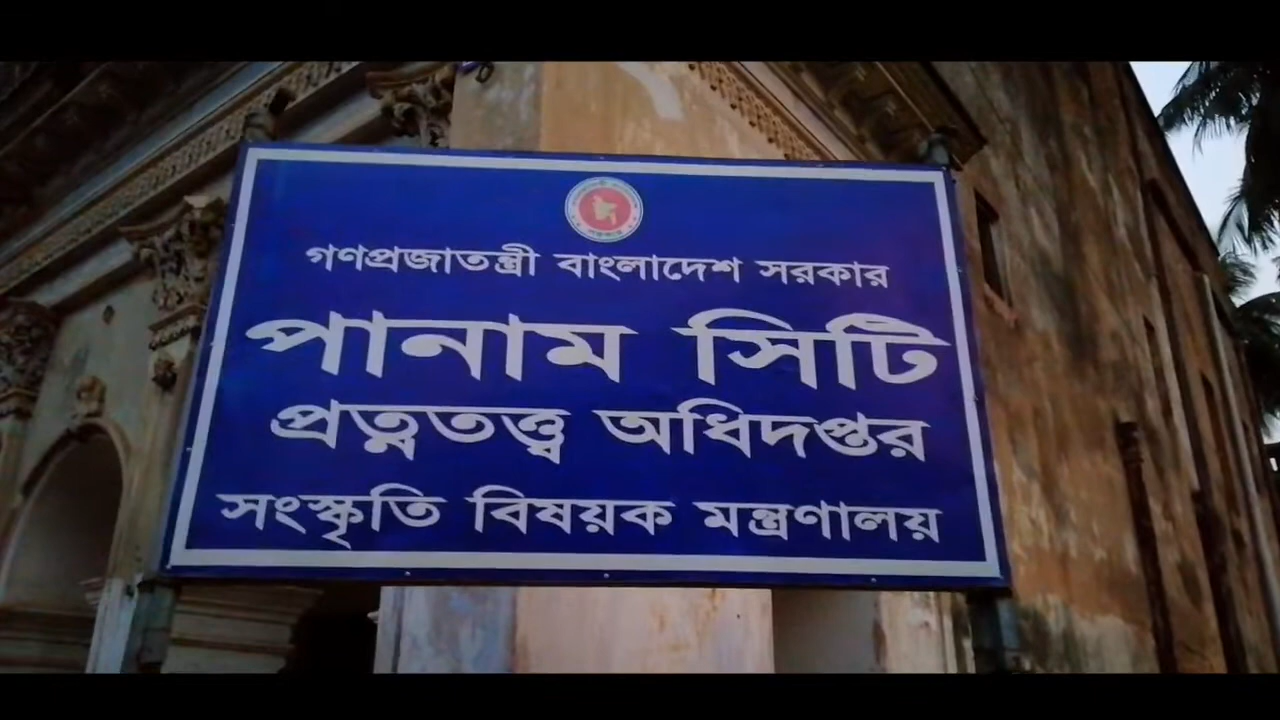 গণপ্রজাতন্ত্রী বাংলাদেশ সরকার
পানাম সিটি
প্রত্নতত্ত্ব অধিদপ্তর
সংস্কৃতি বিষয়ক মন্ত্রণালয়